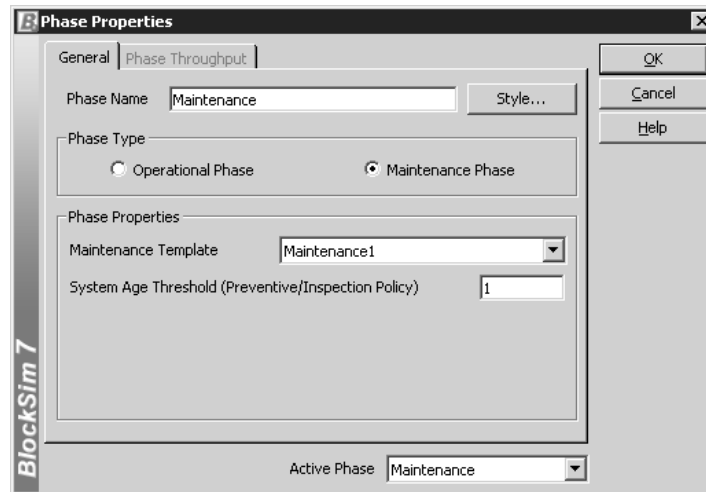 Phase Properties
General Phase Throughput
OK
Phase Name Maintenance Style...
Cancel
Help
Phase Type
Operational Phase Maintenance Phase
Phase Properties
Maintenance Template Maintenance1
System Age Threshold (Preventive/Inspection Policy) 1
BlockSim 7
Active Phase Maintenance